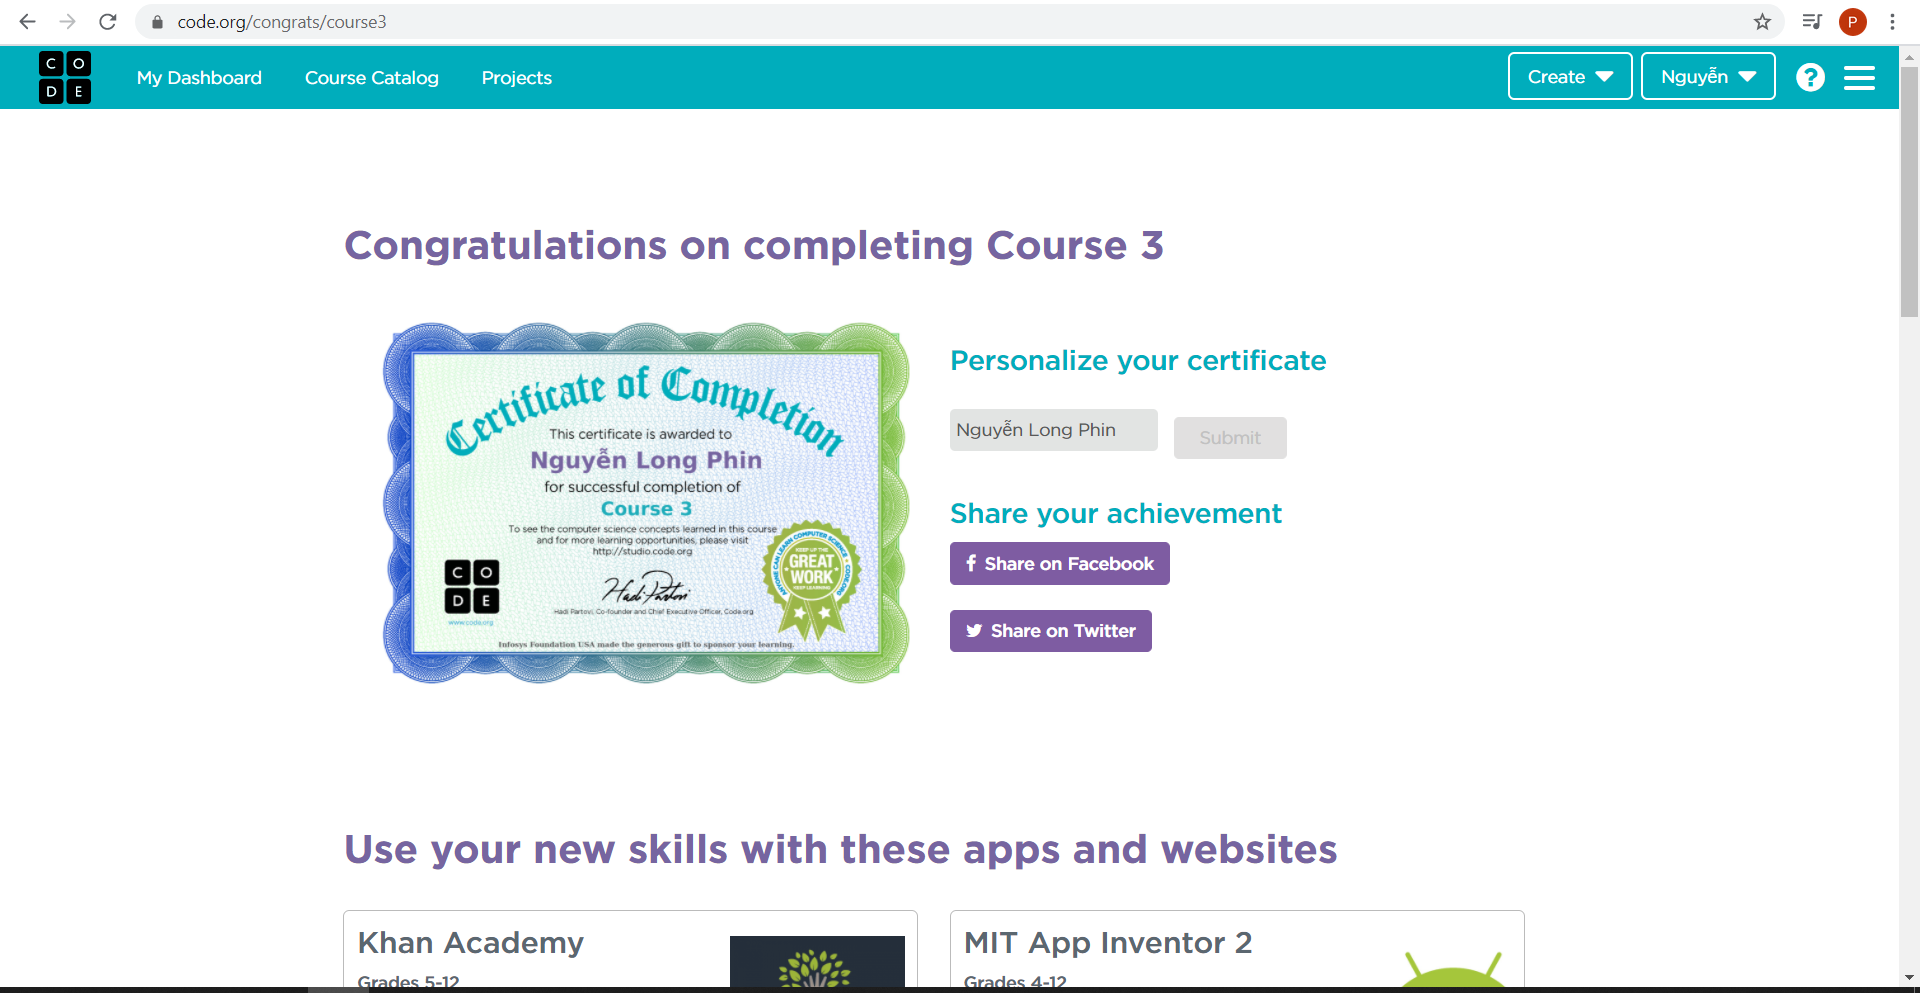 code.org/congrats/course3
P
CODE
My Dashboard
Course Catalog
Projects
Create
Nguyễn
?
Congratulations on completing Course 3
Certificate of Completion
This certificate is awarded to
Nguyễn Long Phin
for successful completion of
Course 3
To see the computer science concepts learned in this course
and for more learning opportunities, please visit
http://studio.code.org
CODE
www.code.org
Hadi Partovi
Hadi Partovi, Co-founder and Chief Executive Officer, Code.org
ANYONE CAN LEARN COMPUTER SCIENCE • CODE.ORG •
KEEP UP THE
GREAT
WORK
KEEP LEARNING
Infosys Foundation USA made the generous gift to sponsor your learning.
Personalize your certificate
Nguyễn Long Phin
Submit
Share your achievement
Share on Facebook
Share on Twitter
Use your new skills with these apps and websites
Khan Academy
Grades 5-12
MIT App Inventor 2
Grades 4-12